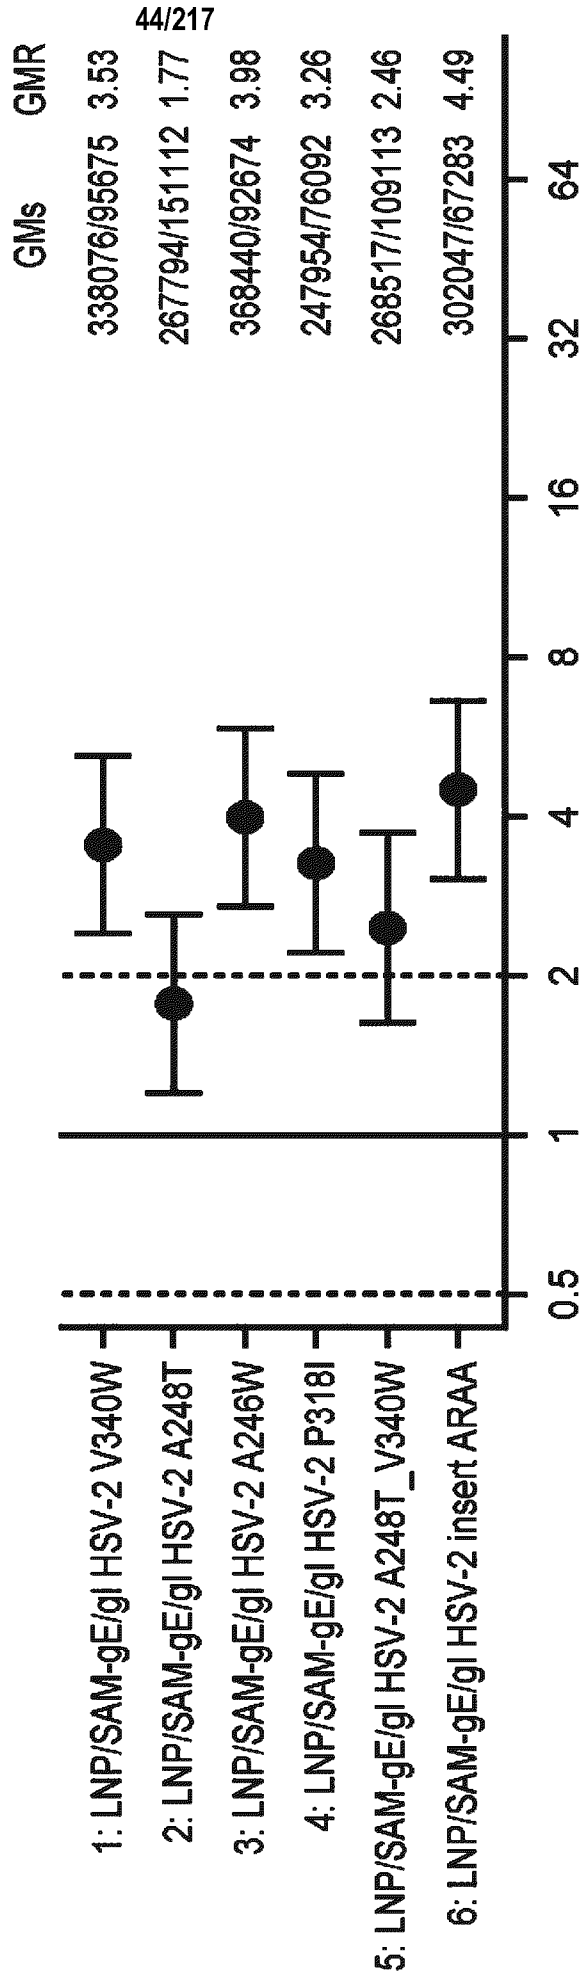 44/217
GMs GMR
1: LNP/SAM-gE/gI HSV-2 V340W 338076/95675 3.53
2: LNP/SAM-gE/gI HSV-2 A248T 267794/151112 1.77
3: LNP/SAM-gE/gI HSV-2 A246W 368440/92674 3.98
4: LNP/SAM-gE/gI HSV-2 P318I 247954/76092 3.26
5: LNP/SAM-gE/gI HSV-2 A248T_V340W 268517/109113 2.46
6: LNP/SAM-gE/gI HSV-2 insert ARAA 302047/67283 4.49
0.5 1 2 4 8 16 32 64